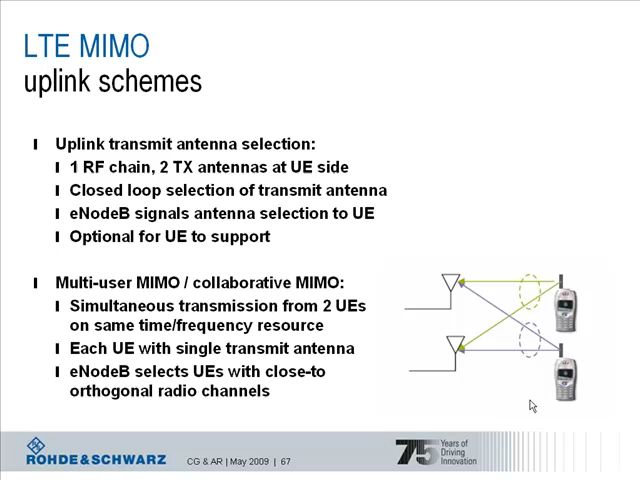 LTE MIMO
uplink schemes
Uplink transmit antenna selection:
1 RF chain, 2 TX antennas at UE side
Closed loop selection of transmit antenna
eNodeB signals antenna selection to UE
Optional for UE to support
Multi-user MIMO / collaborative MIMO:
Simultaneous transmission from 2 UEs
on same time/frequency resource
Each UE with single transmit antenna
eNodeB selects UEs with close-to
orthogonal radio channels
ROHDE&SCHWARZ
CG & AR | May 2009 | 67
75 Years of
Driving
Innovation